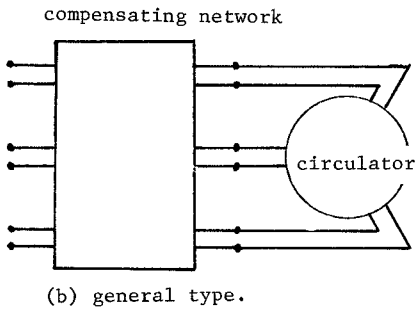 compensating network
circulator
(b) general type.